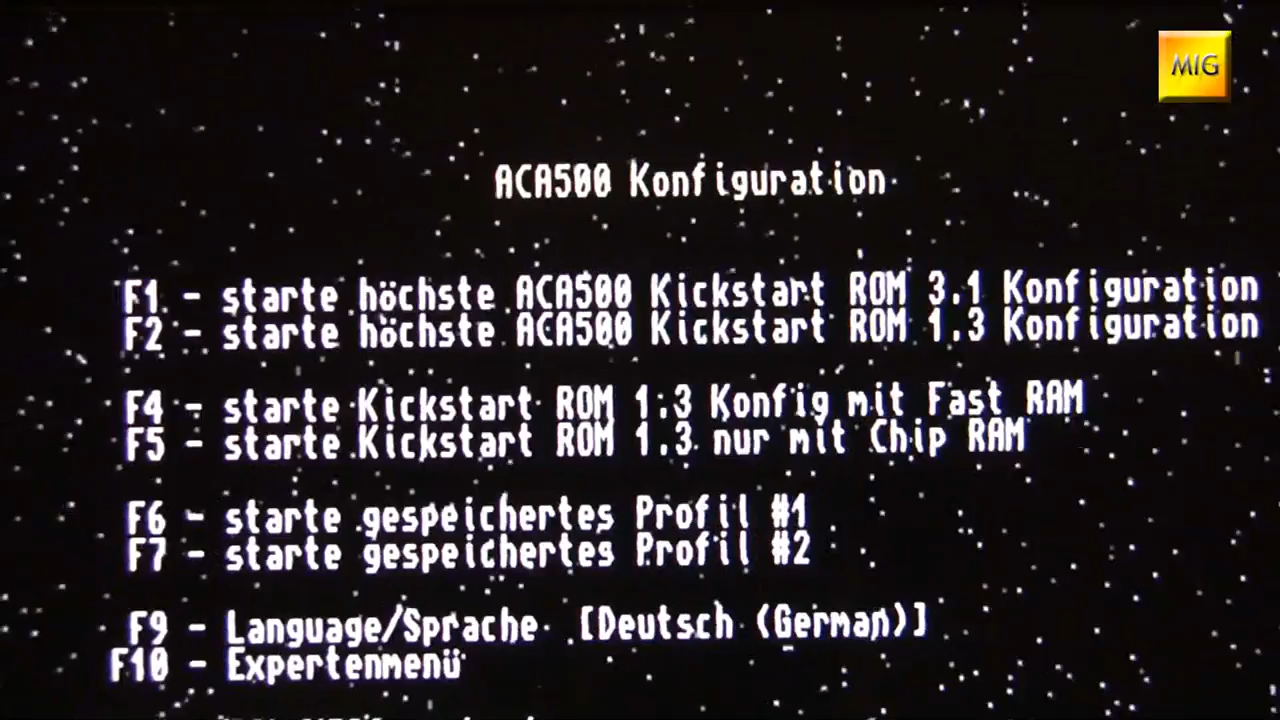 MIG
ACA500 Konfiguration
F1 - starte höchste ACA500 Kickstart ROM 3.1 Konfiguration
F2 - starte höchste ACA500 Kickstart ROM 1.3 Konfiguration
F4 - starte Kickstart ROM 1.3 Konfig mit Fast RAM
F5 - starte Kickstart ROM 1.3 nur mit Chip RAM
F6 - starte gespeichertes Profil #1
F7 - starte gespeichertes Profil #2
F9 - Language/Sprache [Deutsch (German)]
F10 - Expertenmenü